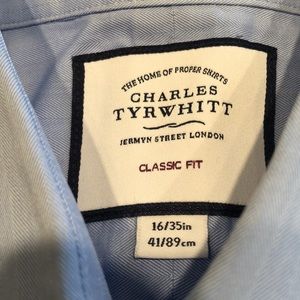 THE HOME OF PROPER SHIRTS
CHARLES
TYRWHITT
JERMYN STREET LONDON
CLASSIC FIT
16/35in
41/89cm